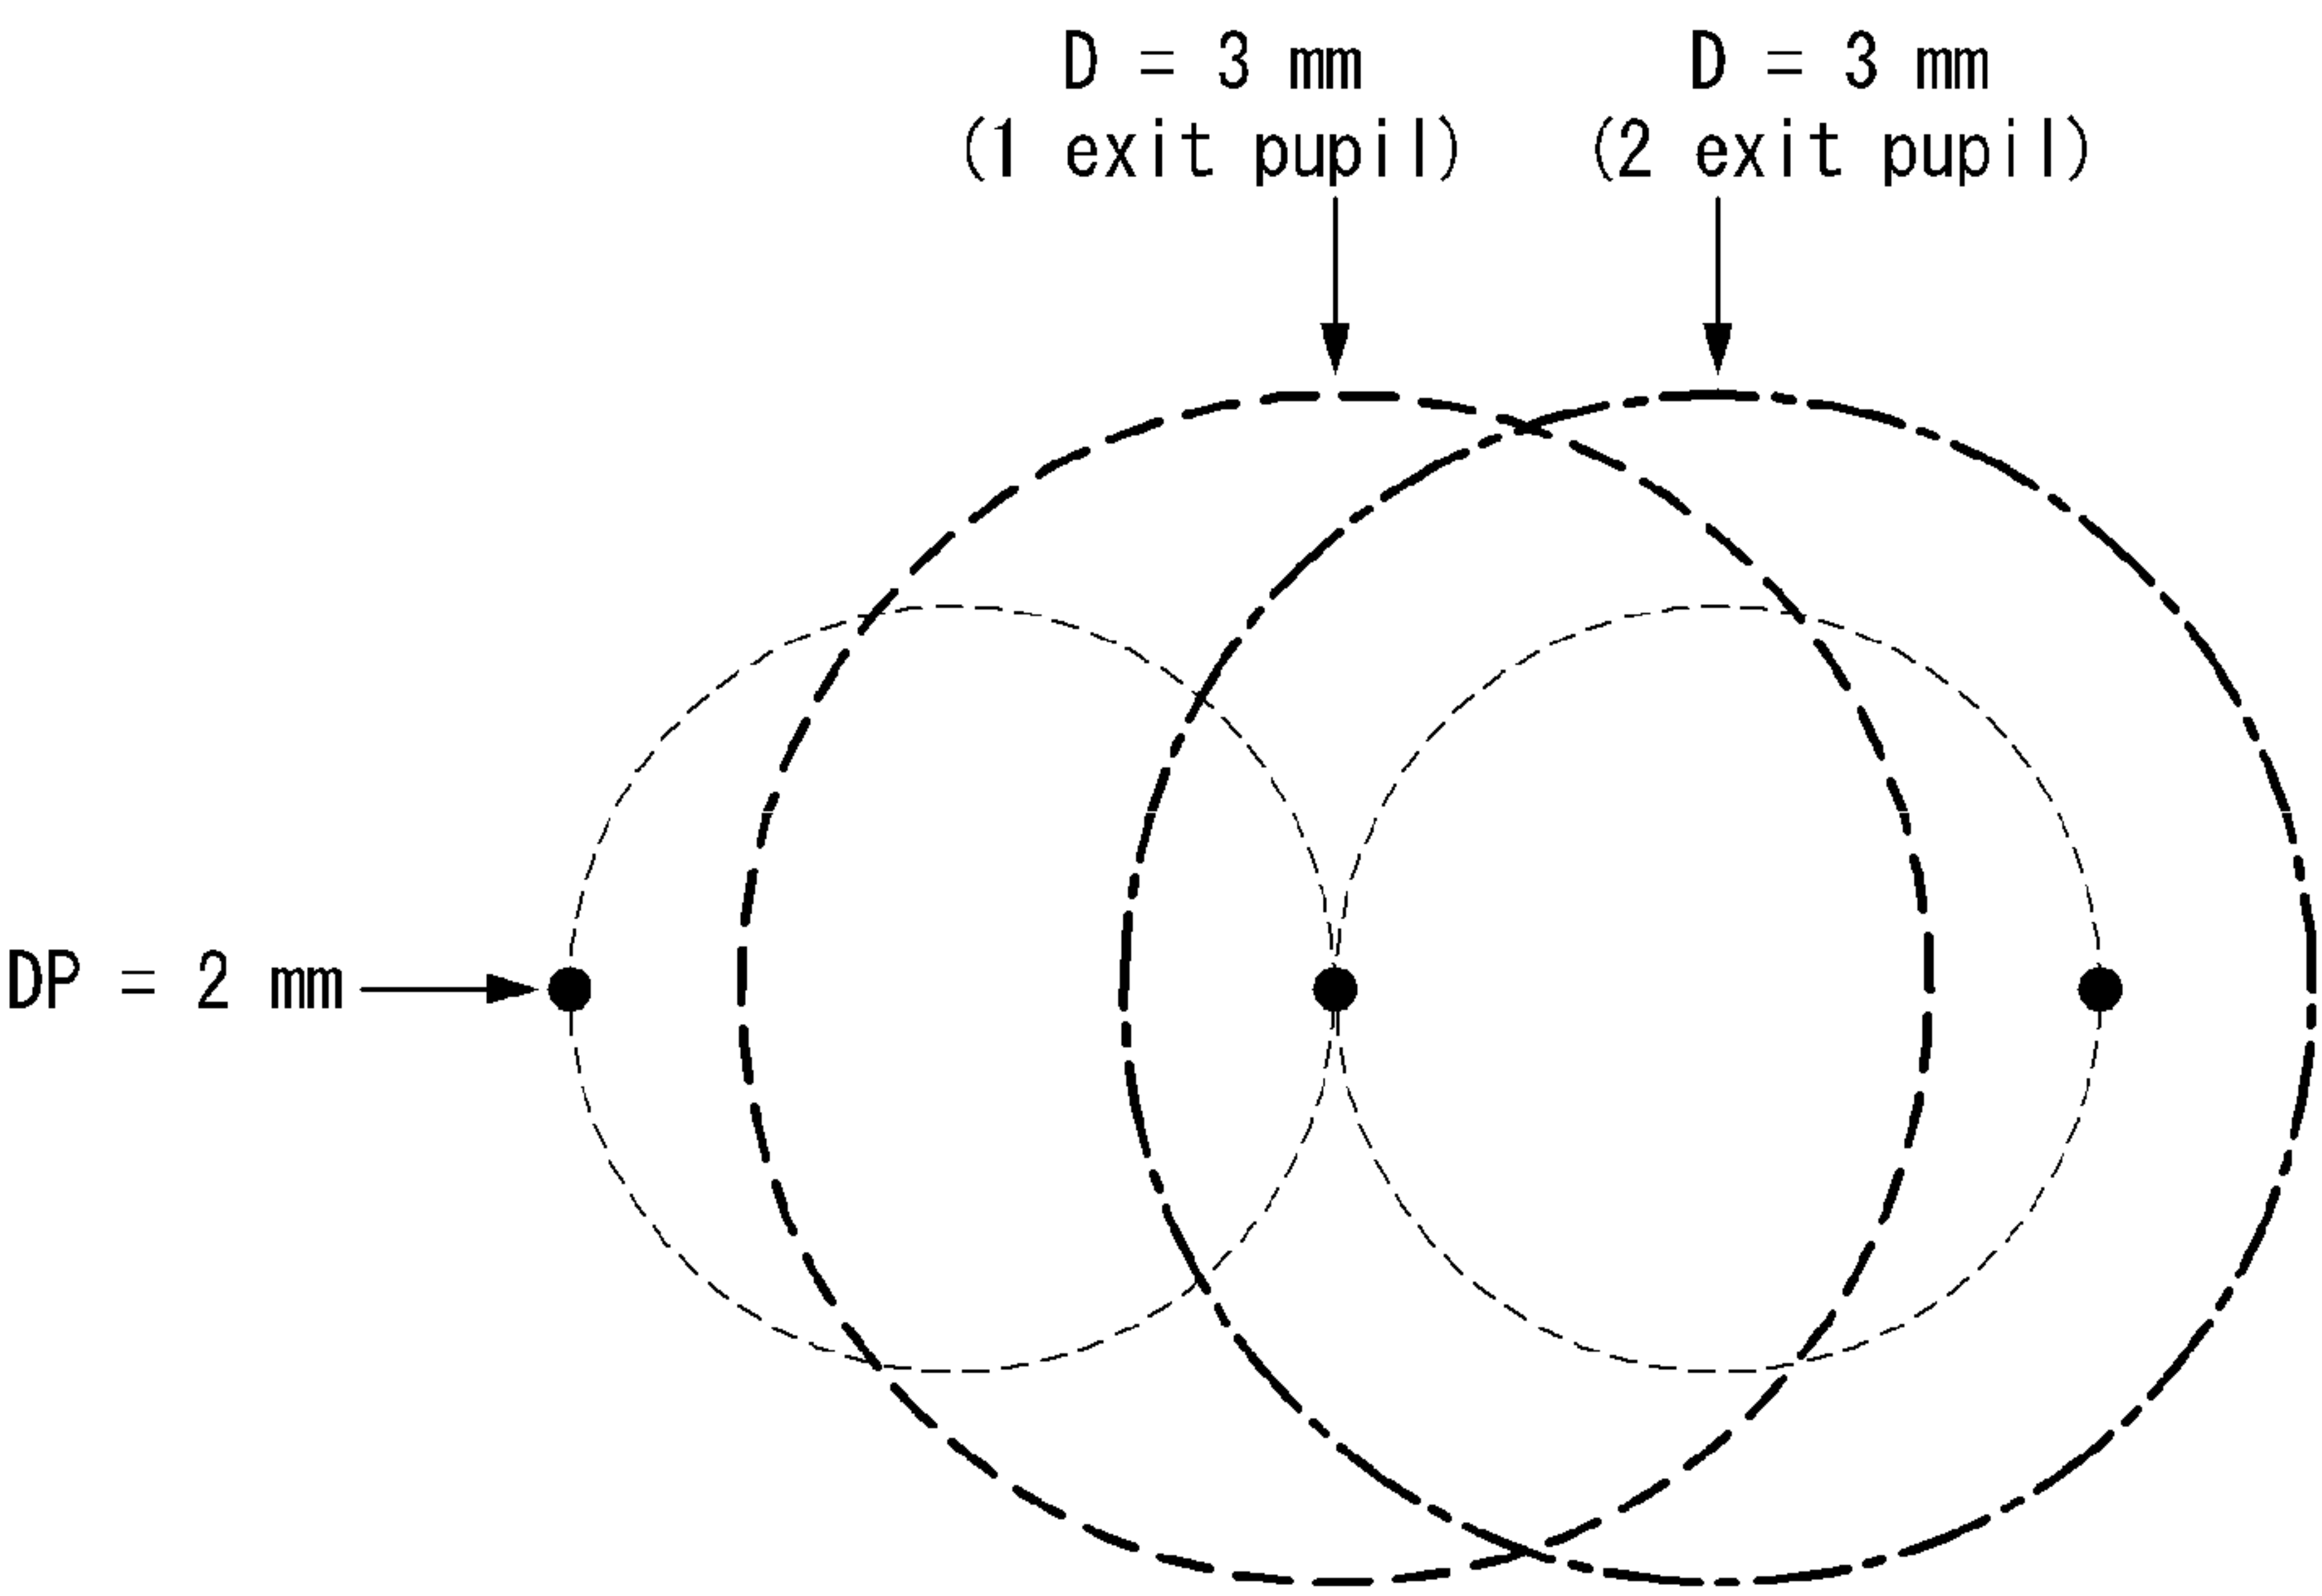 D = 3 mm
(1 exit pupil)
D = 3 mm
(2 exit pupil)
DP = 2 mm